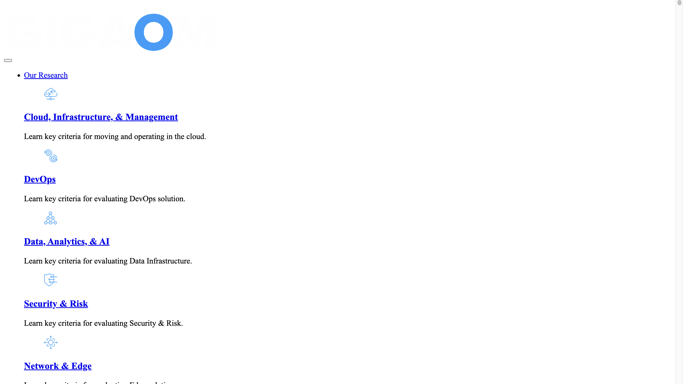 Our Research
Cloud, Infrastructure, & Management
Learn key criteria for moving and operating in the cloud.
DevOps
Learn key criteria for evaluating DevOps solution.
Data, Analytics, & AI
Learn key criteria for evaluating Data Infrastructure.
Security & Risk
Learn key criteria for evaluating Security & Risk.
Network & Edge